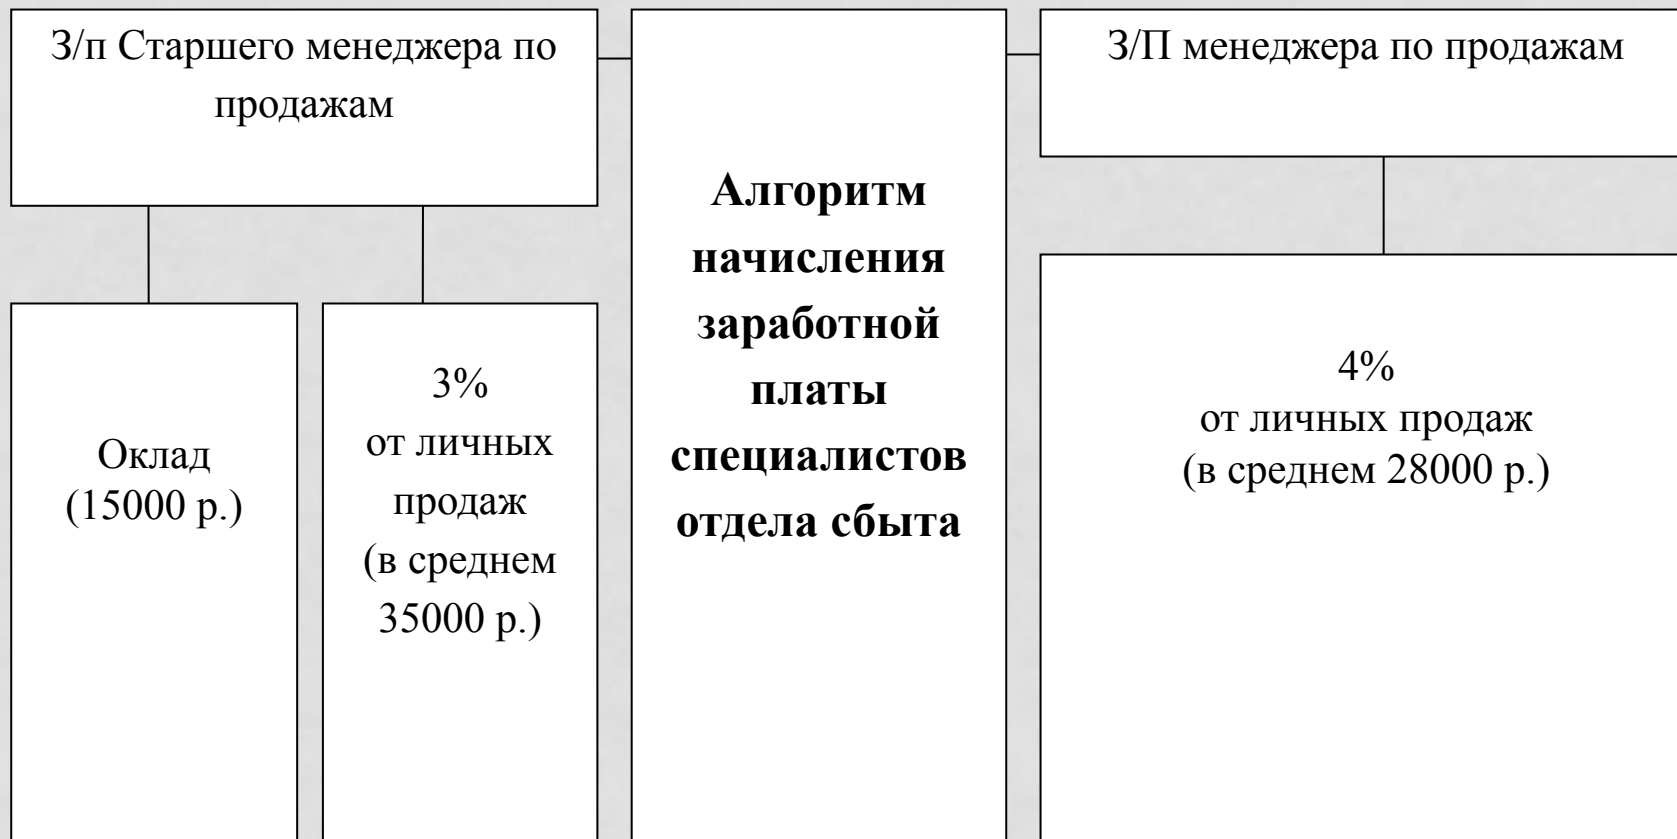 З/п Старшего менеджера по
продажам
Оклад
(15000 р.)
3%
от личных
продаж
(в среднем
35000 р.)
Алгоритм
начисления
заработной
платы
специалистов
отдела сбыта
З/П менеджера по продажам
4%
от личных продаж
(в среднем 28000 р.)